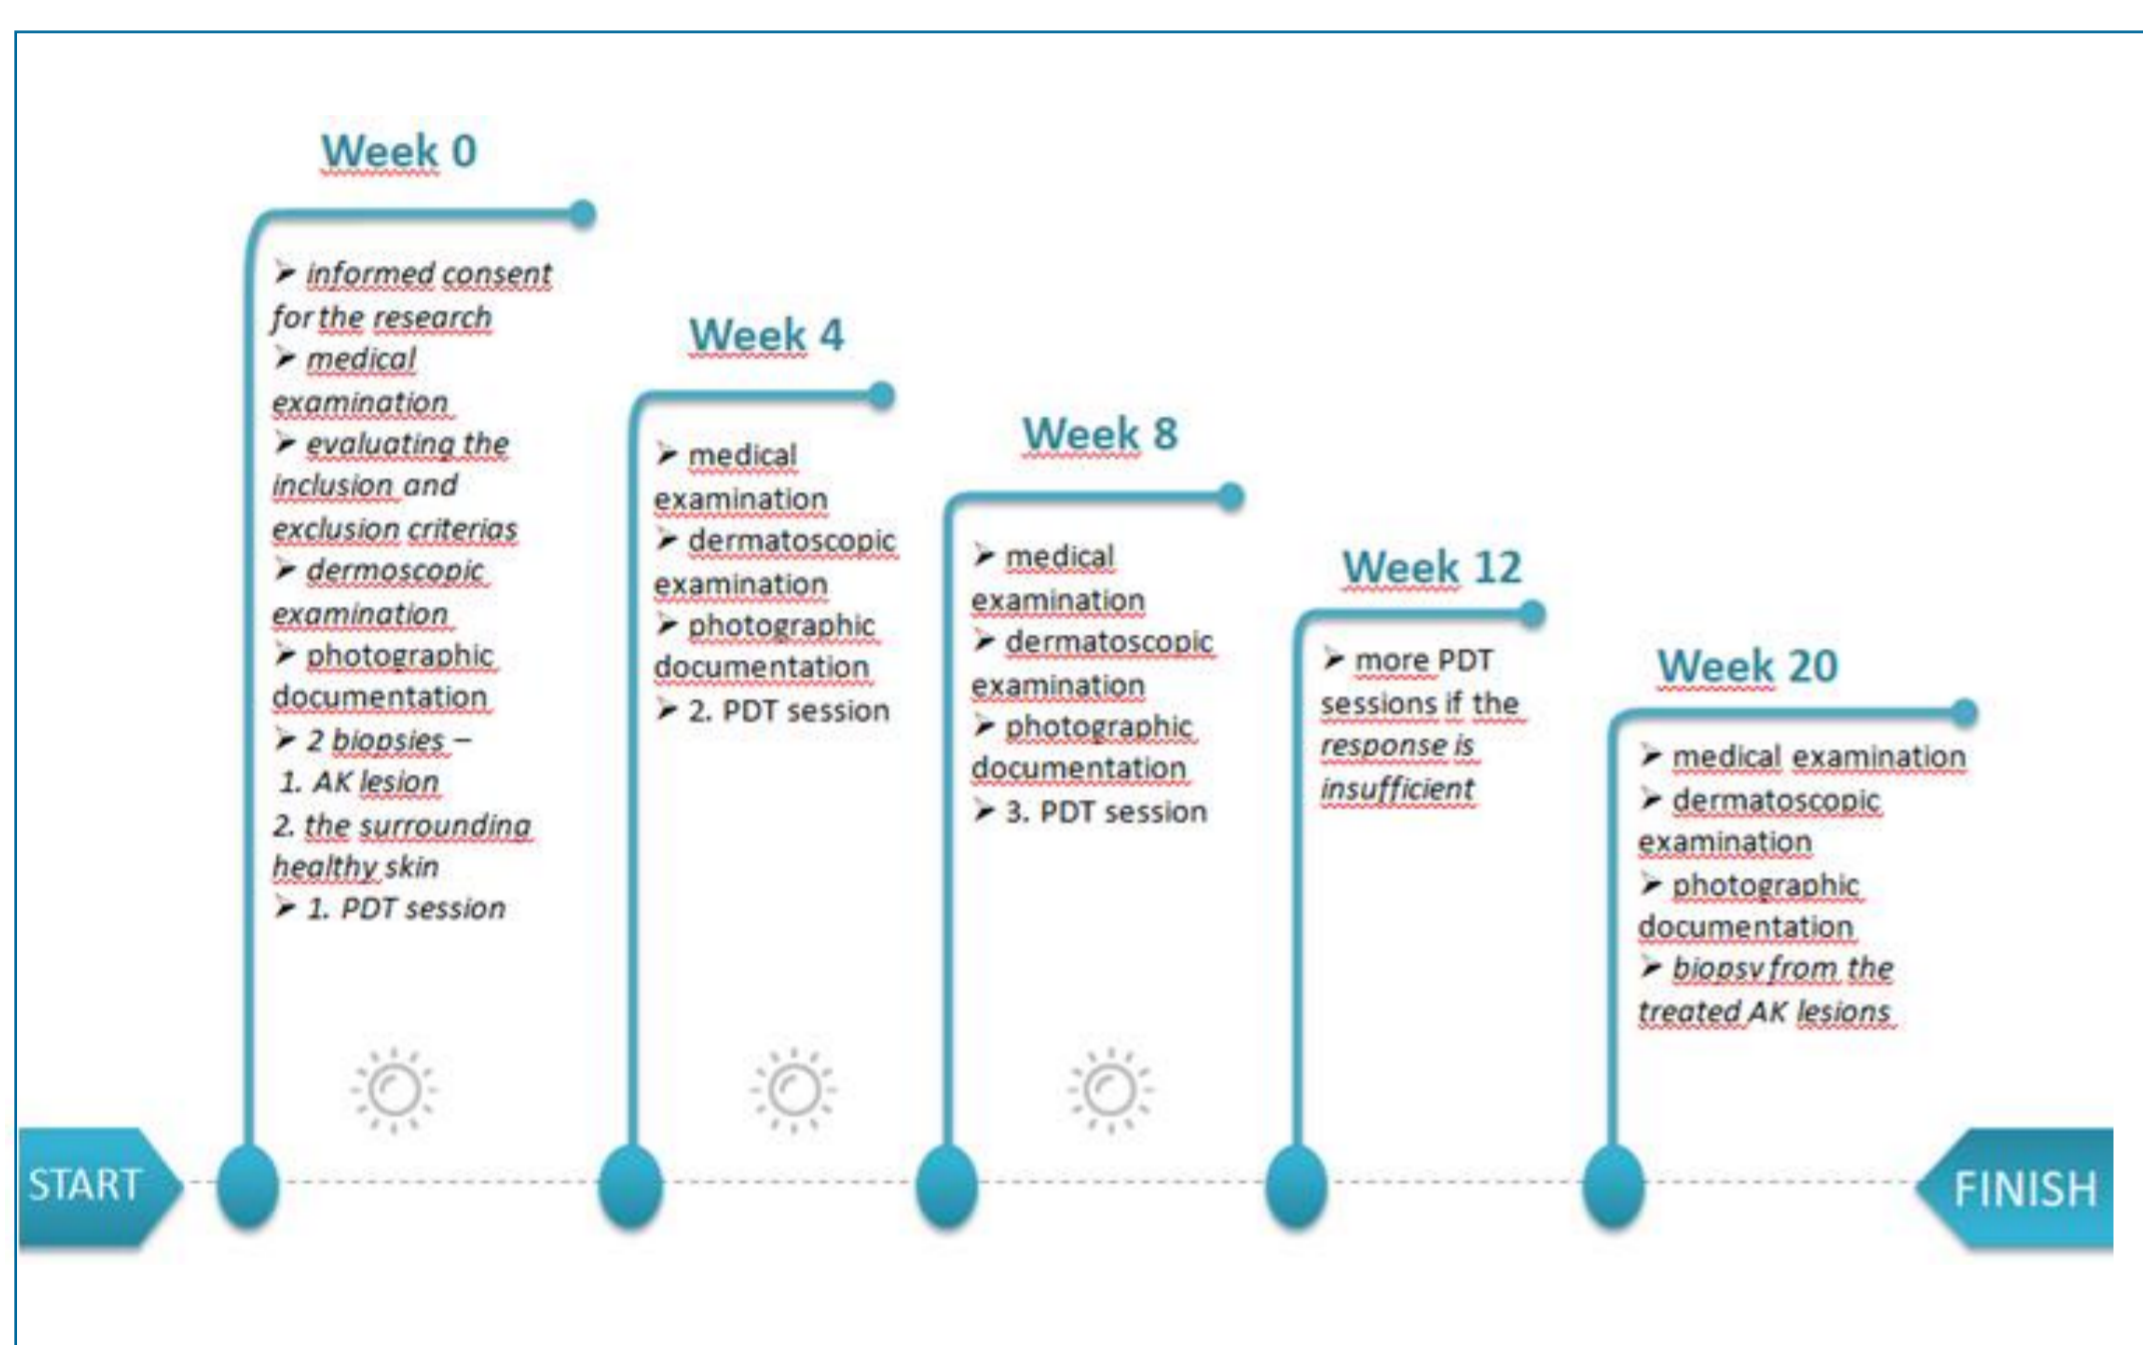 Week 0
➢ informed consent
for the research
➢ medical
examination
➢ evaluating the
inclusion and
exclusion criterias
➢ dermoscopic
examination
➢ photographic
documentation
➢ 2 biopsies –
1. AK lesion
2. the surrounding
healthy skin
➢ 1. PDT session
Week 4
➢ medical
examination
➢ dermatoscopic
examination
➢ photographic
documentation
➢ 2. PDT session
Week 8
➢ medical
examination
➢ dermatoscopic
examination
➢ photographic
documentation
➢ 3. PDT session
Week 12
➢ more PDT
sessions if the
response is
insufficient
Week 20
➢ medical examination
➢ dermatoscopic
examination
➢ photographic
documentation
➢ biopsy from the
treated AK lesions
START
FINISH